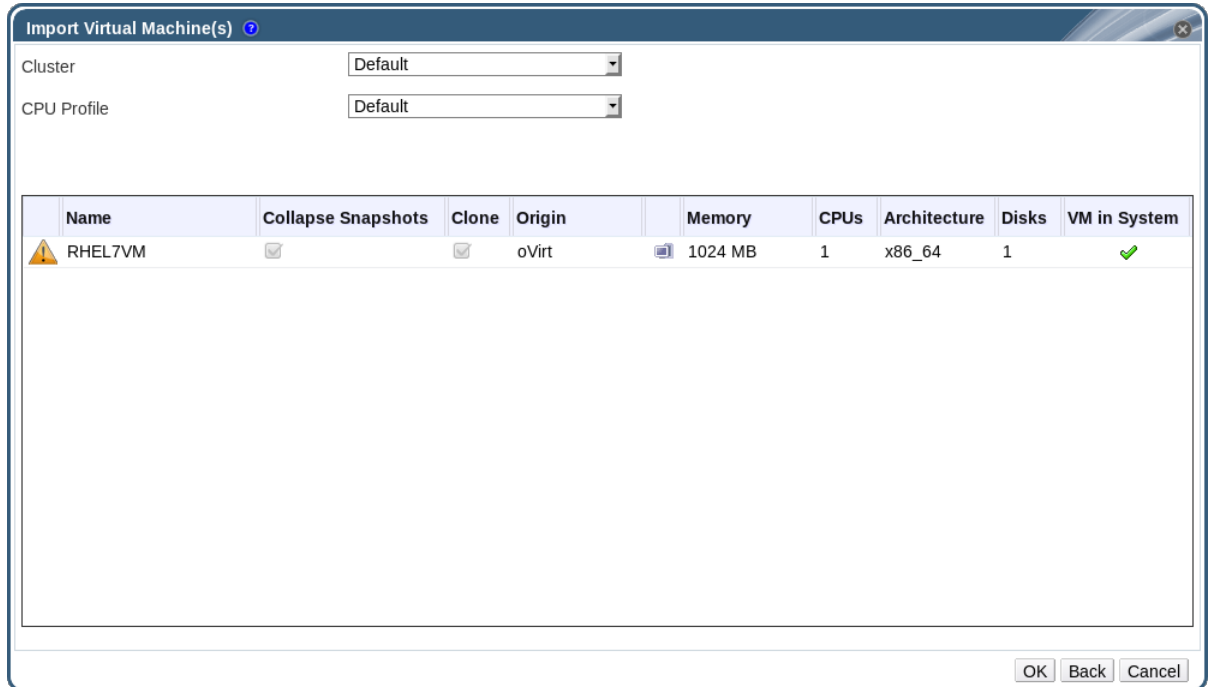 Import Virtual Machine(s) ?
Cluster Default
CPU Profile Default
Name Collapse Snapshots Clone Origin Memory CPUs Architecture Disks VM in System
RHEL7VM oVirt 1024 MB 1 x86_64 1
OK Back Cancel